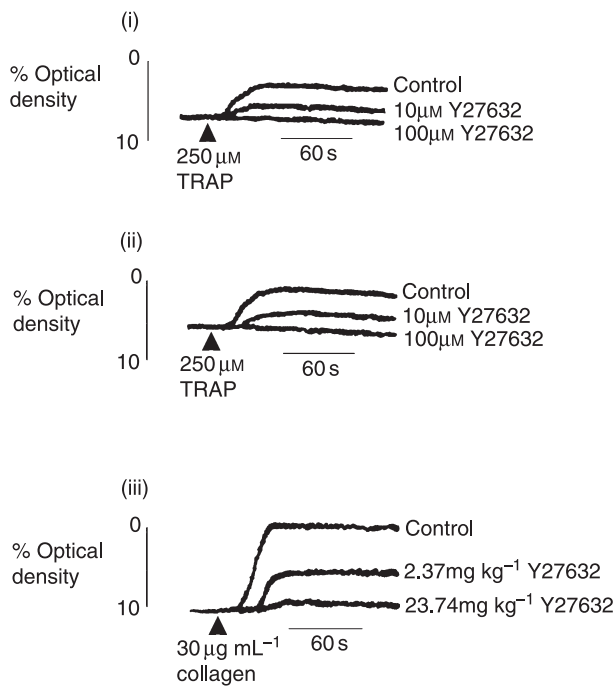 (i)
0
% Optical
density
10
Control
10µM Y27632
100µM Y27632
60 s
250 µM
TRAP
(ii)
0
% Optical
density
10
Control
10µM Y27632
100µM Y27632
60 s
250 µM
TRAP
(iii)
0
% Optical
density
10
Control
2.37mg kg⁻¹ Y27632
23.74mg kg⁻¹ Y27632
60 s
30 µg mL⁻¹
collagen